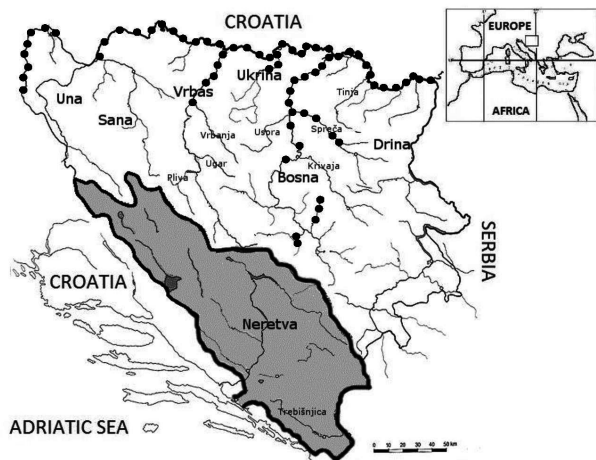 CROATIA
EUROPE
AFRICA
Una
Sana
Vrbas
Ukrina
Vrbanja
Usora
Ugar
Pliva
Tinja
Spreča
Drina
Krivaja
Bosna
SERBIA
CROATIA
Neretva
Trebišnjica
ADRIATIC SEA
0 10 20 30 40 50 km